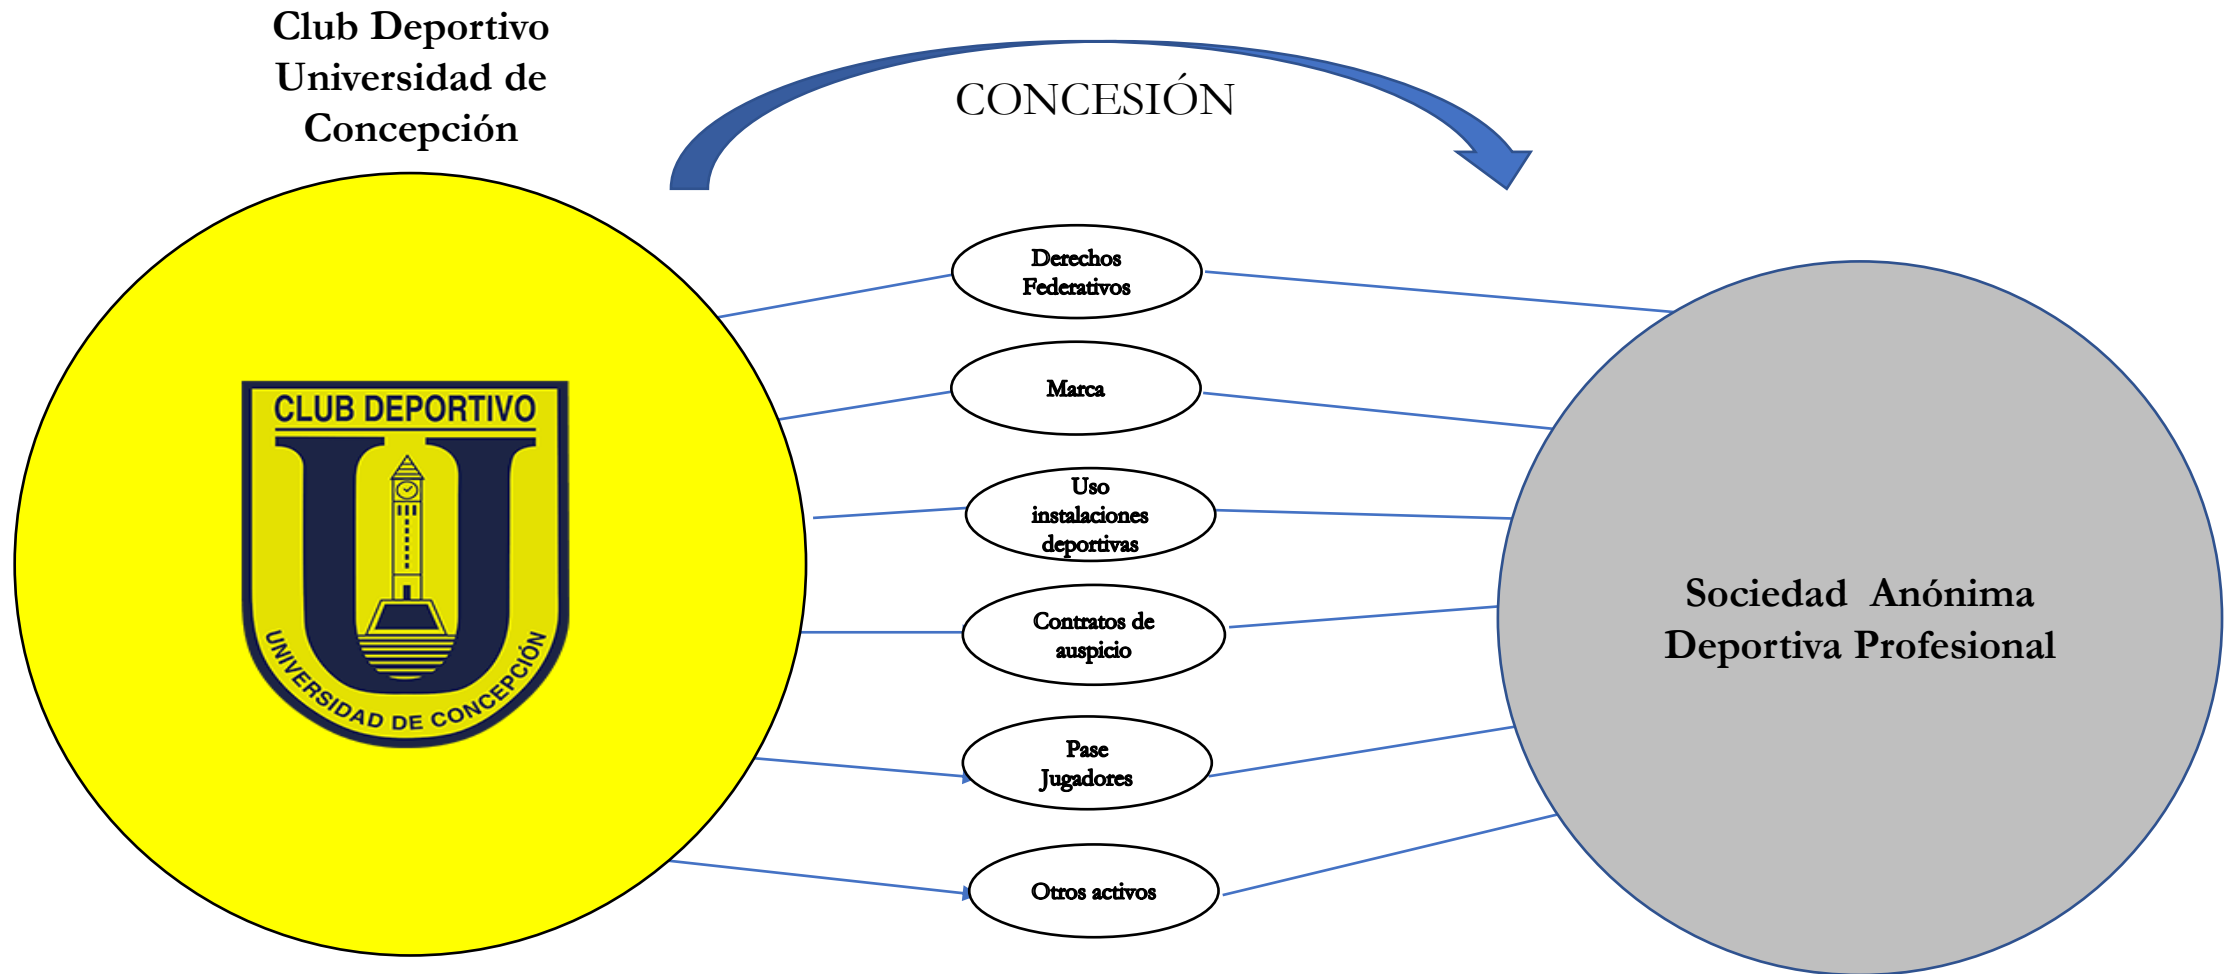 Club Deportivo
Universidad de
Concepción
CONCESIÓN
CLUB DEPORTIVO
UNIVERSIDAD DE CONCEPCIÓN
Derechos
Federativos
Marca
Uso
instalaciones
deportivas
Contratos de
auspicio
Pase
Jugadores
Otros activos
Sociedad Anónima
Deportiva Profesional